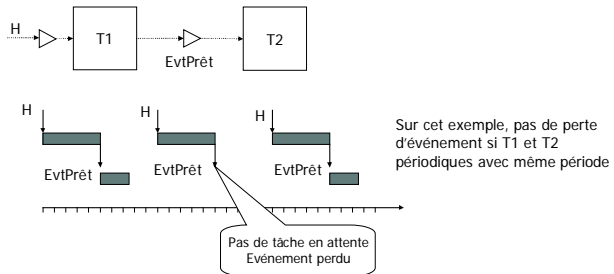 H
T1
T2
EvtPrêt
H
H
H
EvtPrêt
EvtPrêt
EvtPrêt
Sur cet exemple, pas de perte
d'événement si T1 et T2
périodiques avec même période
Pas de tâche en attente
Evénement perdu